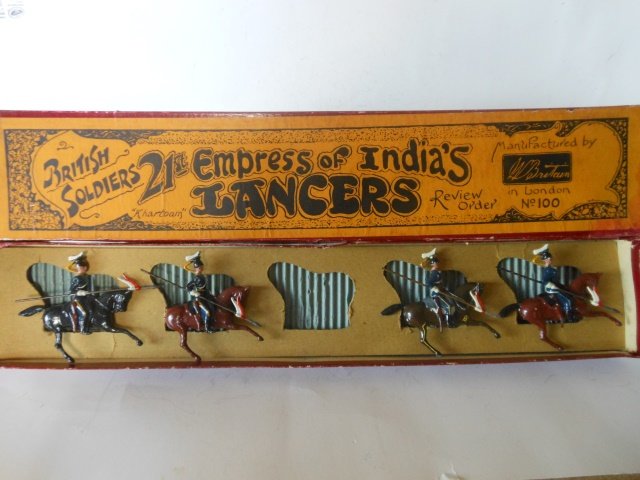 BRITISH
SOLDIERS
21st Empress of India's
"Khartoum"
LANCERS
Review
Order
Manufactured by
W. Britain
in London
No 100